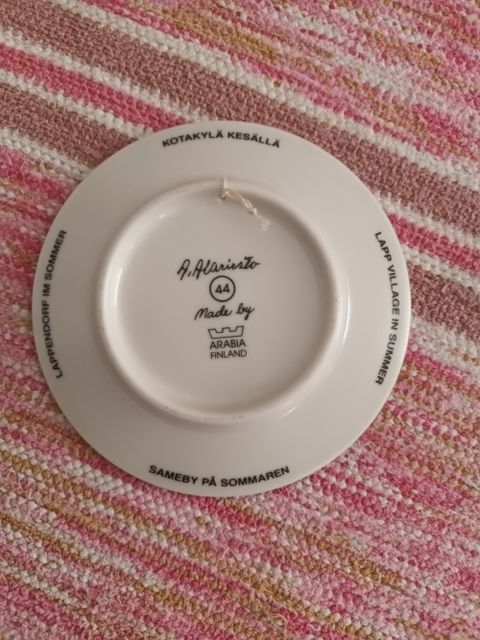 KOTAKYLÄ KESÄLLÄ
LAPP VILLAGE IN SUMMER
SAMEBY PÅ SOMMAREN
LAPPENDORF IM SOMMER
A. Alariesto
44
Made by
ARABIA
FINLAND